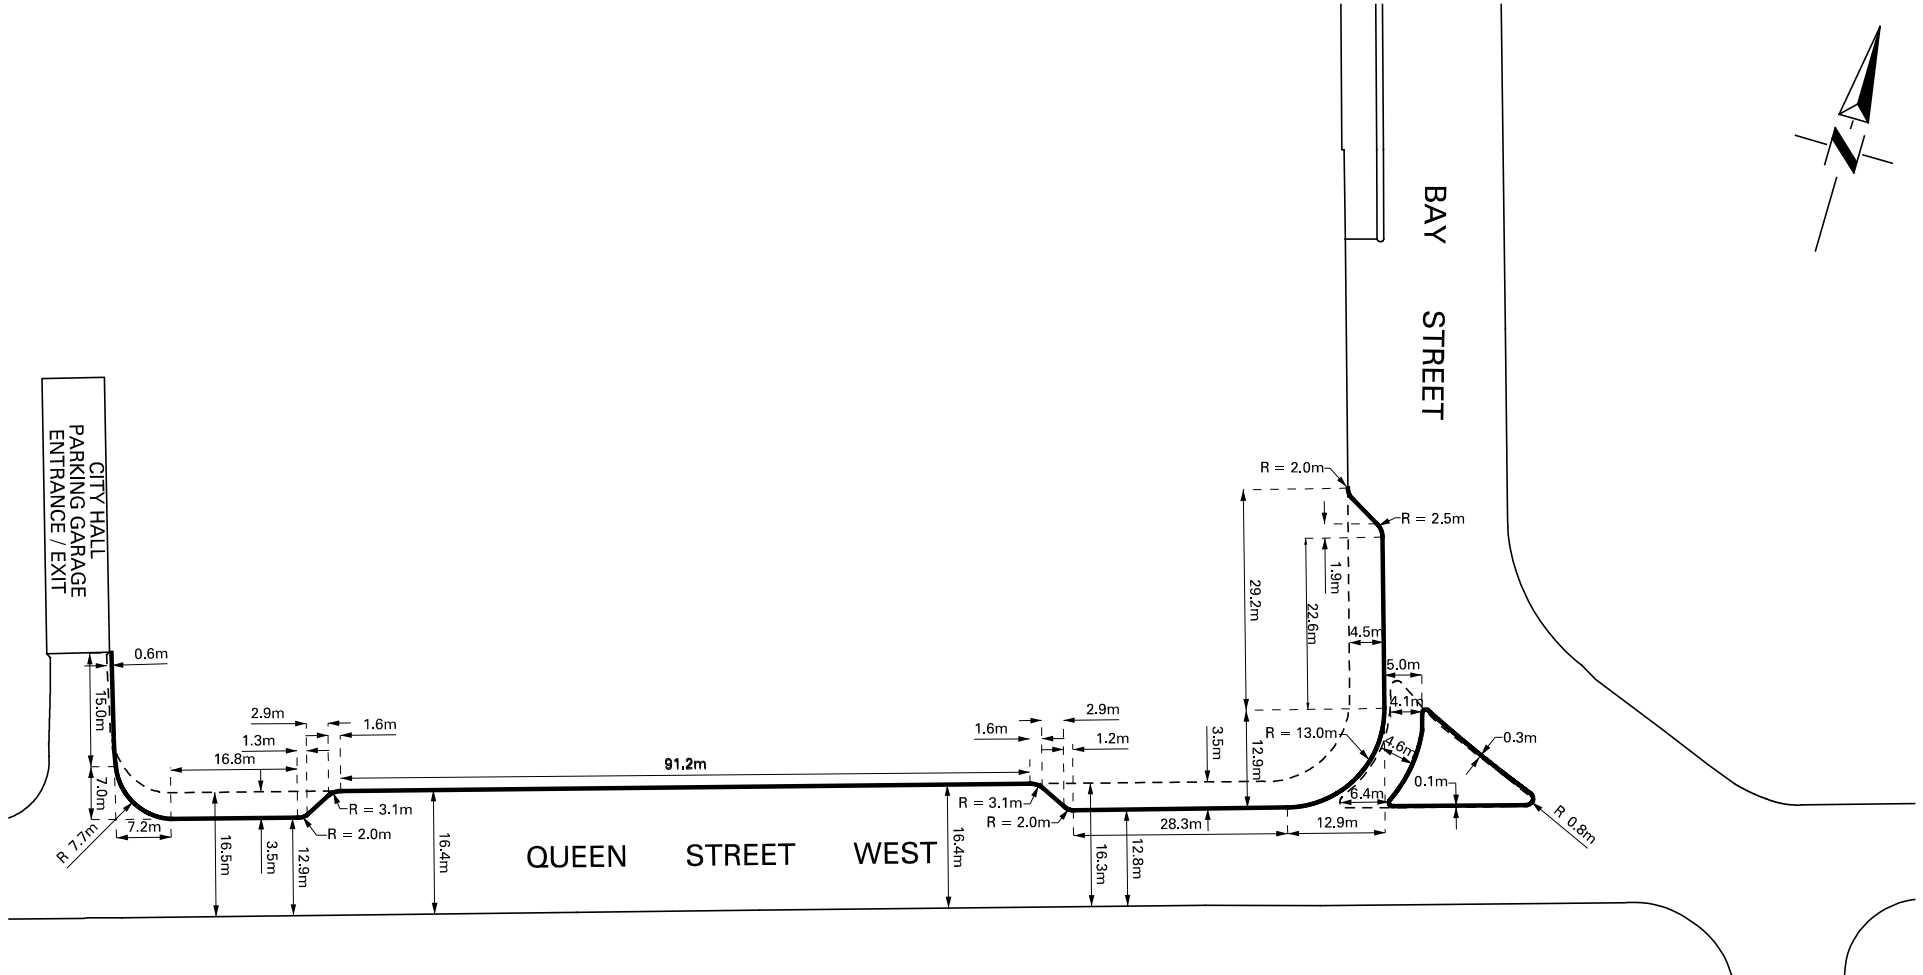 BAY STREET
R = 2.0m
R = 2.5m
1.9m
29.2m
22.6m
4.5m
5.0m
4.1m
CITY HALL
PARKING GARAGE
ENTRANCE / EXIT
0.6m
15.0m
7.0m
R 7.7m
7.2m
2.9m
1.6m
1.3m
16.8m
91.2m
1.6m
2.9m
1.2m
3.5m
12.9m
R = 13.0m
4.6m
0.3m
0.1m
6.4m
R 0.8m
R = 3.1m
R = 2.0m
R = 3.1m
R = 2.0m
28.3m
12.9m
16.5m
3.5m
12.9m
16.4m
QUEEN STREET WEST
16.4m
16.3m
12.8m
N